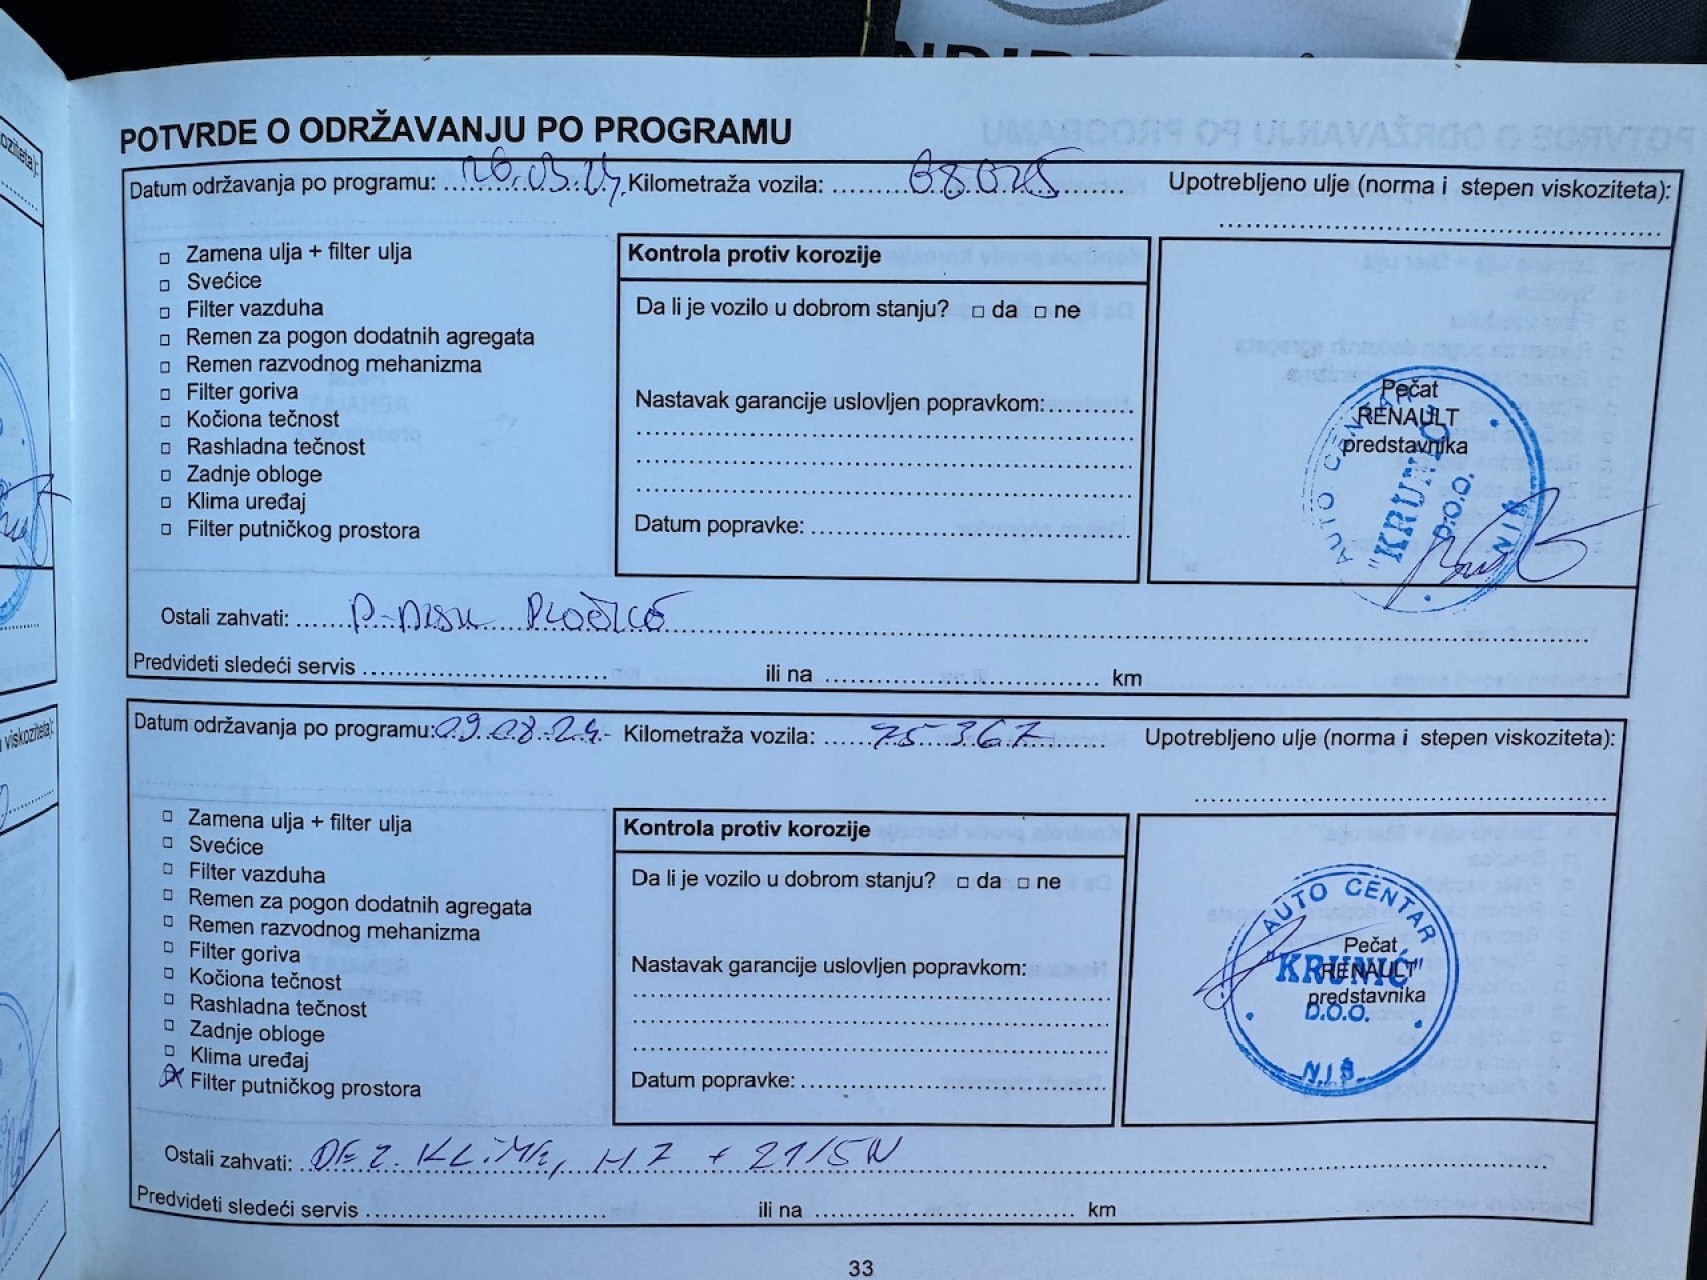 POTVRDE O ODRŽAVANJU PO PROGRAMU
Datum održavanja po programu: 26.03.24. Kilometraža vozila: 68.025 Upotrebljeno ulje (norma i stepen viskoziteta):
Zamena ulja + filter ulja
Svećice
Filter vazduha
Remen za pogon dodatnih agregata
Remen razvodnog mehanizma
Filter goriva
Kočiona tečnost
Rashladna tečnost
Zadnje obloge
Klima uređaj
Filter putničkog prostora
Kontrola protiv korozije
Da li je vozilo u dobrom stanju? □ da □ ne
Nastavak garancije uslovljen popravkom:
Datum popravke:
Pečat
RENAULT
predstavnika
AUTO CENTAR
"KRUNIĆ"
D.O.O.
NIŠ
Ostali zahvati: P-DISK PLOČICE
Predvideti sledeći servis ili na km
Datum održavanja po programu: 09.08.24. Kilometraža vozila: 75 367 Upotrebljeno ulje (norma i stepen viskoziteta):
Zamena ulja + filter ulja
Svećice
Filter vazduha
Remen za pogon dodatnih agregata
Remen razvodnog mehanizma
Filter goriva
Kočiona tečnost
Rashladna tečnost
Zadnje obloge
Klima uređaj
Filter putničkog prostora
Kontrola protiv korozije
Da li je vozilo u dobrom stanju? □ da □ ne
Nastavak garancije uslovljen popravkom:
Datum popravke:
AUTO CENTAR
Pečat
"KRUNIĆ"
RENAULT
predstavnika
D.O.O.
NIŠ
Ostali zahvati: DEZ. KLIME,
Predvideti sledeći servis ili na km
33